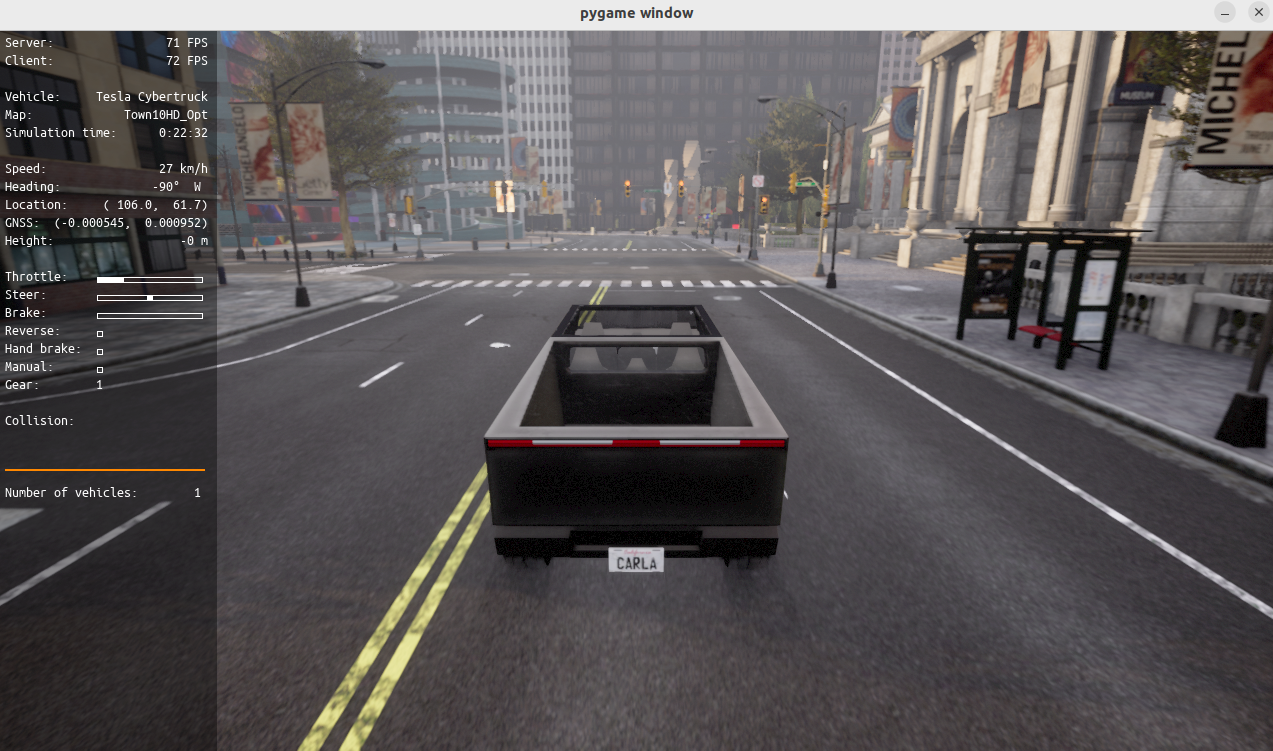 pygame window
Server: 71 FPS
Client: 72 FPS
Vehicle: Tesla Cybertruck
Map: Town10HD_Opt
Simulation time: 0:22:32
Speed: 27 km/h
Heading: -90° W
Location: ( 106.0, 61.7)
GNSS: (-0.000545, 0.000952)
Height: -0 m
Throttle:
Steer:
Brake:
Reverse:
Hand brake:
Manual:
Gear: 1
Collision:
Number of vehicles: 1
MICHELANGELO
MUSEUM
MICHEL
JUNE 7
CARLA